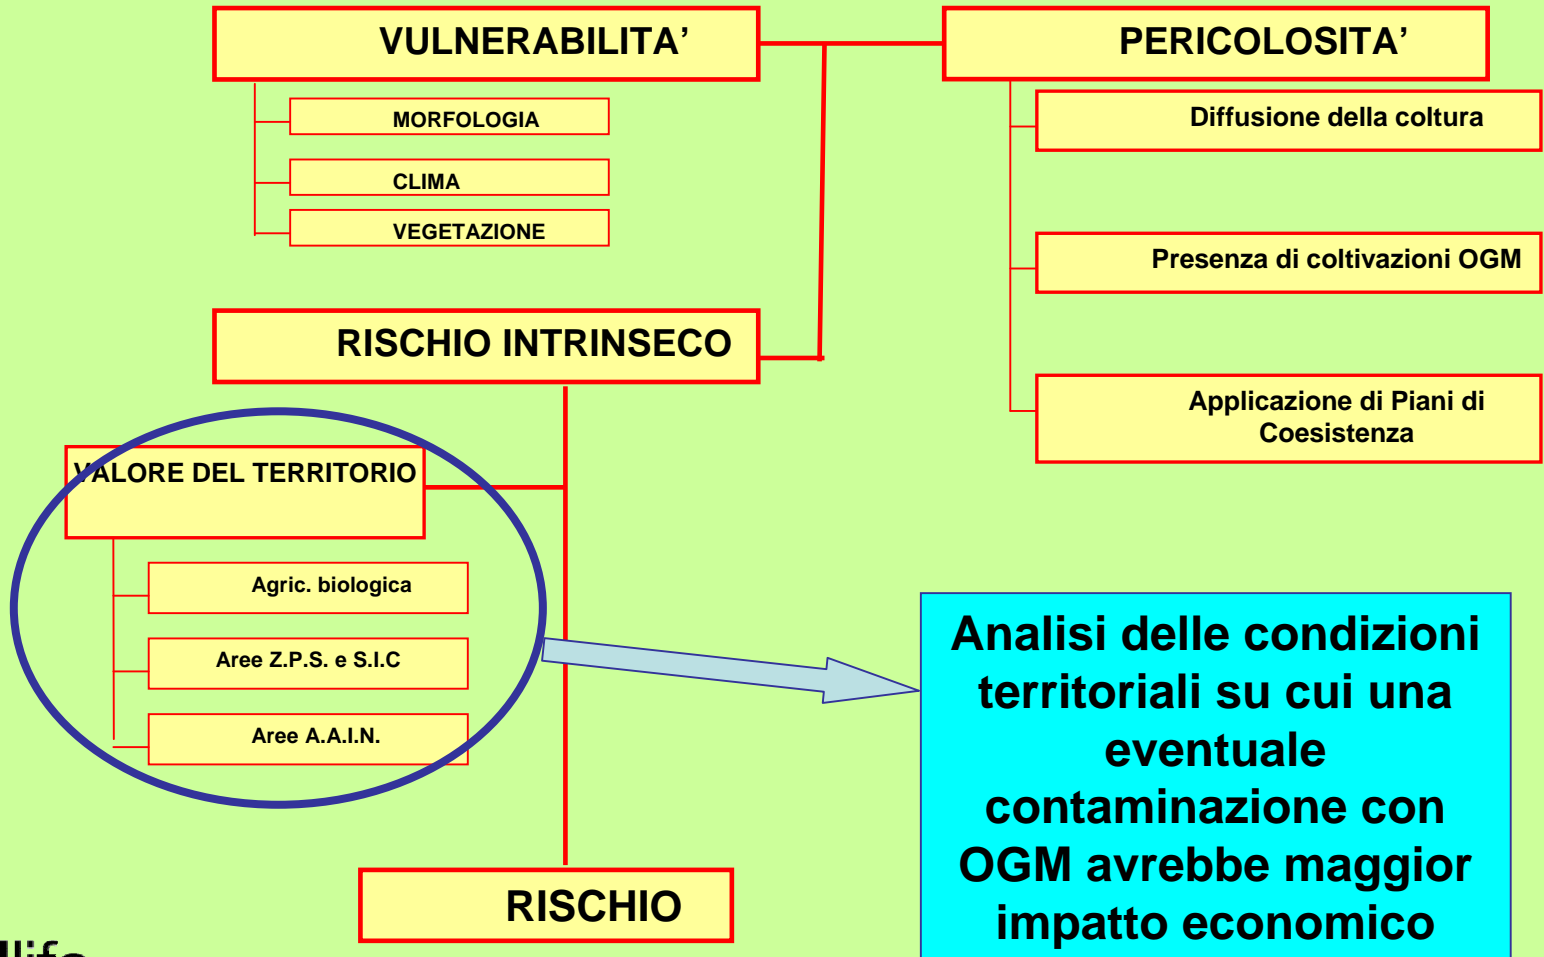 VULNERABILITA’
PERICOLOSITA’
MORFOLOGIA
CLIMA
VEGETAZIONE
Diffusione della coltura
Presenza di coltivazioni OGM
Applicazione di Piani di
Coesistenza
RISCHIO INTRINSECO
VALORE DEL TERRITORIO
Agric. biologica
Aree Z.P.S. e S.I.C
Aree A.A.I.N.
Analisi delle condizioni
territoriali su cui una
eventuale
contaminazione con
OGM avrebbe maggior
impatto economico
RISCHIO